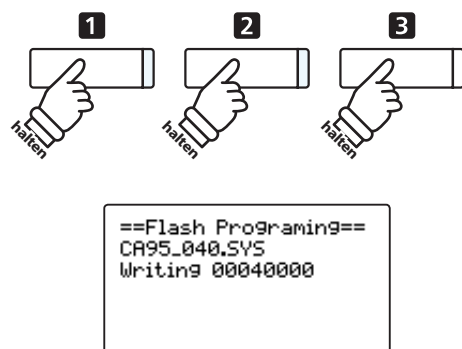 1 2 3
halten halten halten
==Flash Programing==
CA95_040.SYS
Writing 00040000